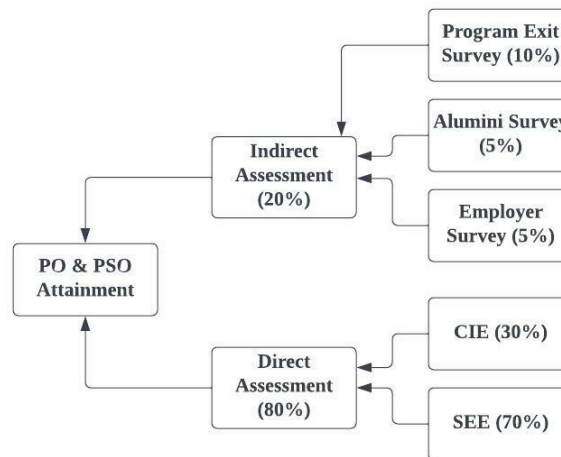 Program Exit
Survey (10%)
Alumini Survey
(5%)
Indirect
Assessment
(20%)
Employer
Survey (5%)
PO & PSO
Attainment
CIE (30%)
Direct
Assessment
(80%)
SEE (70%)